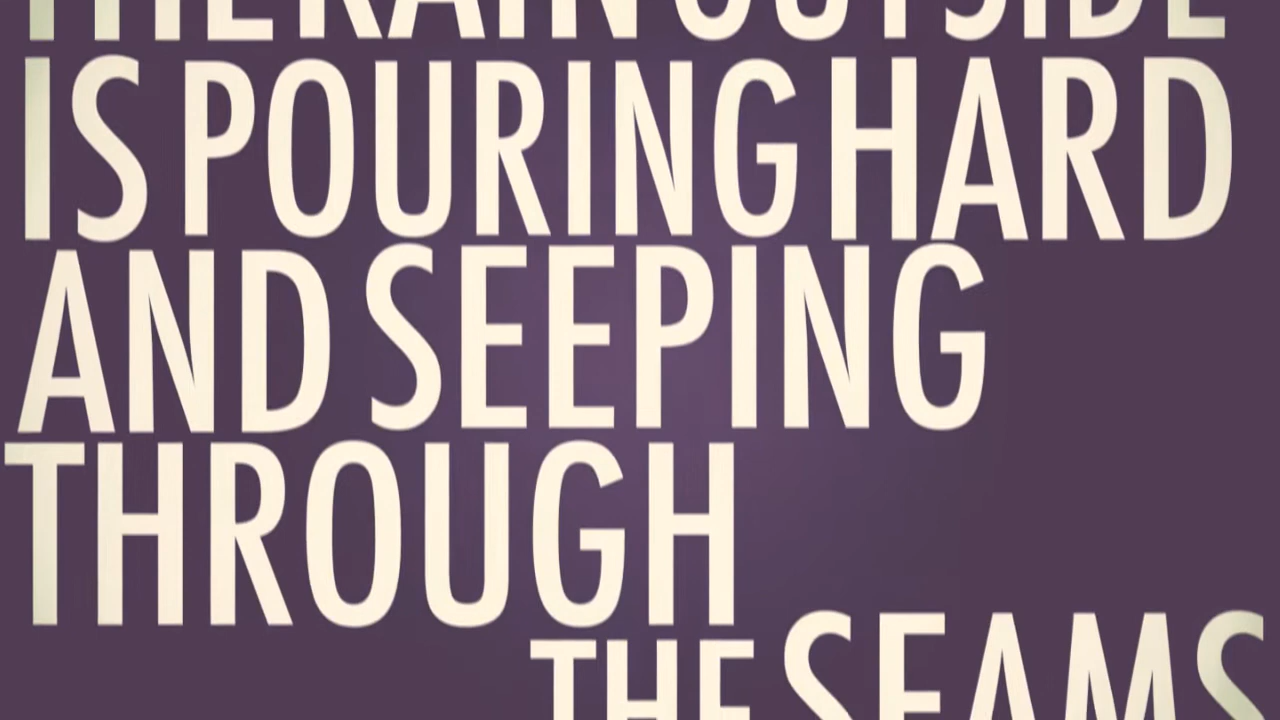 THE RAIN OUTSIDE
IS POURING HARD
AND SEEPING
THROUGH
THE SEAMS